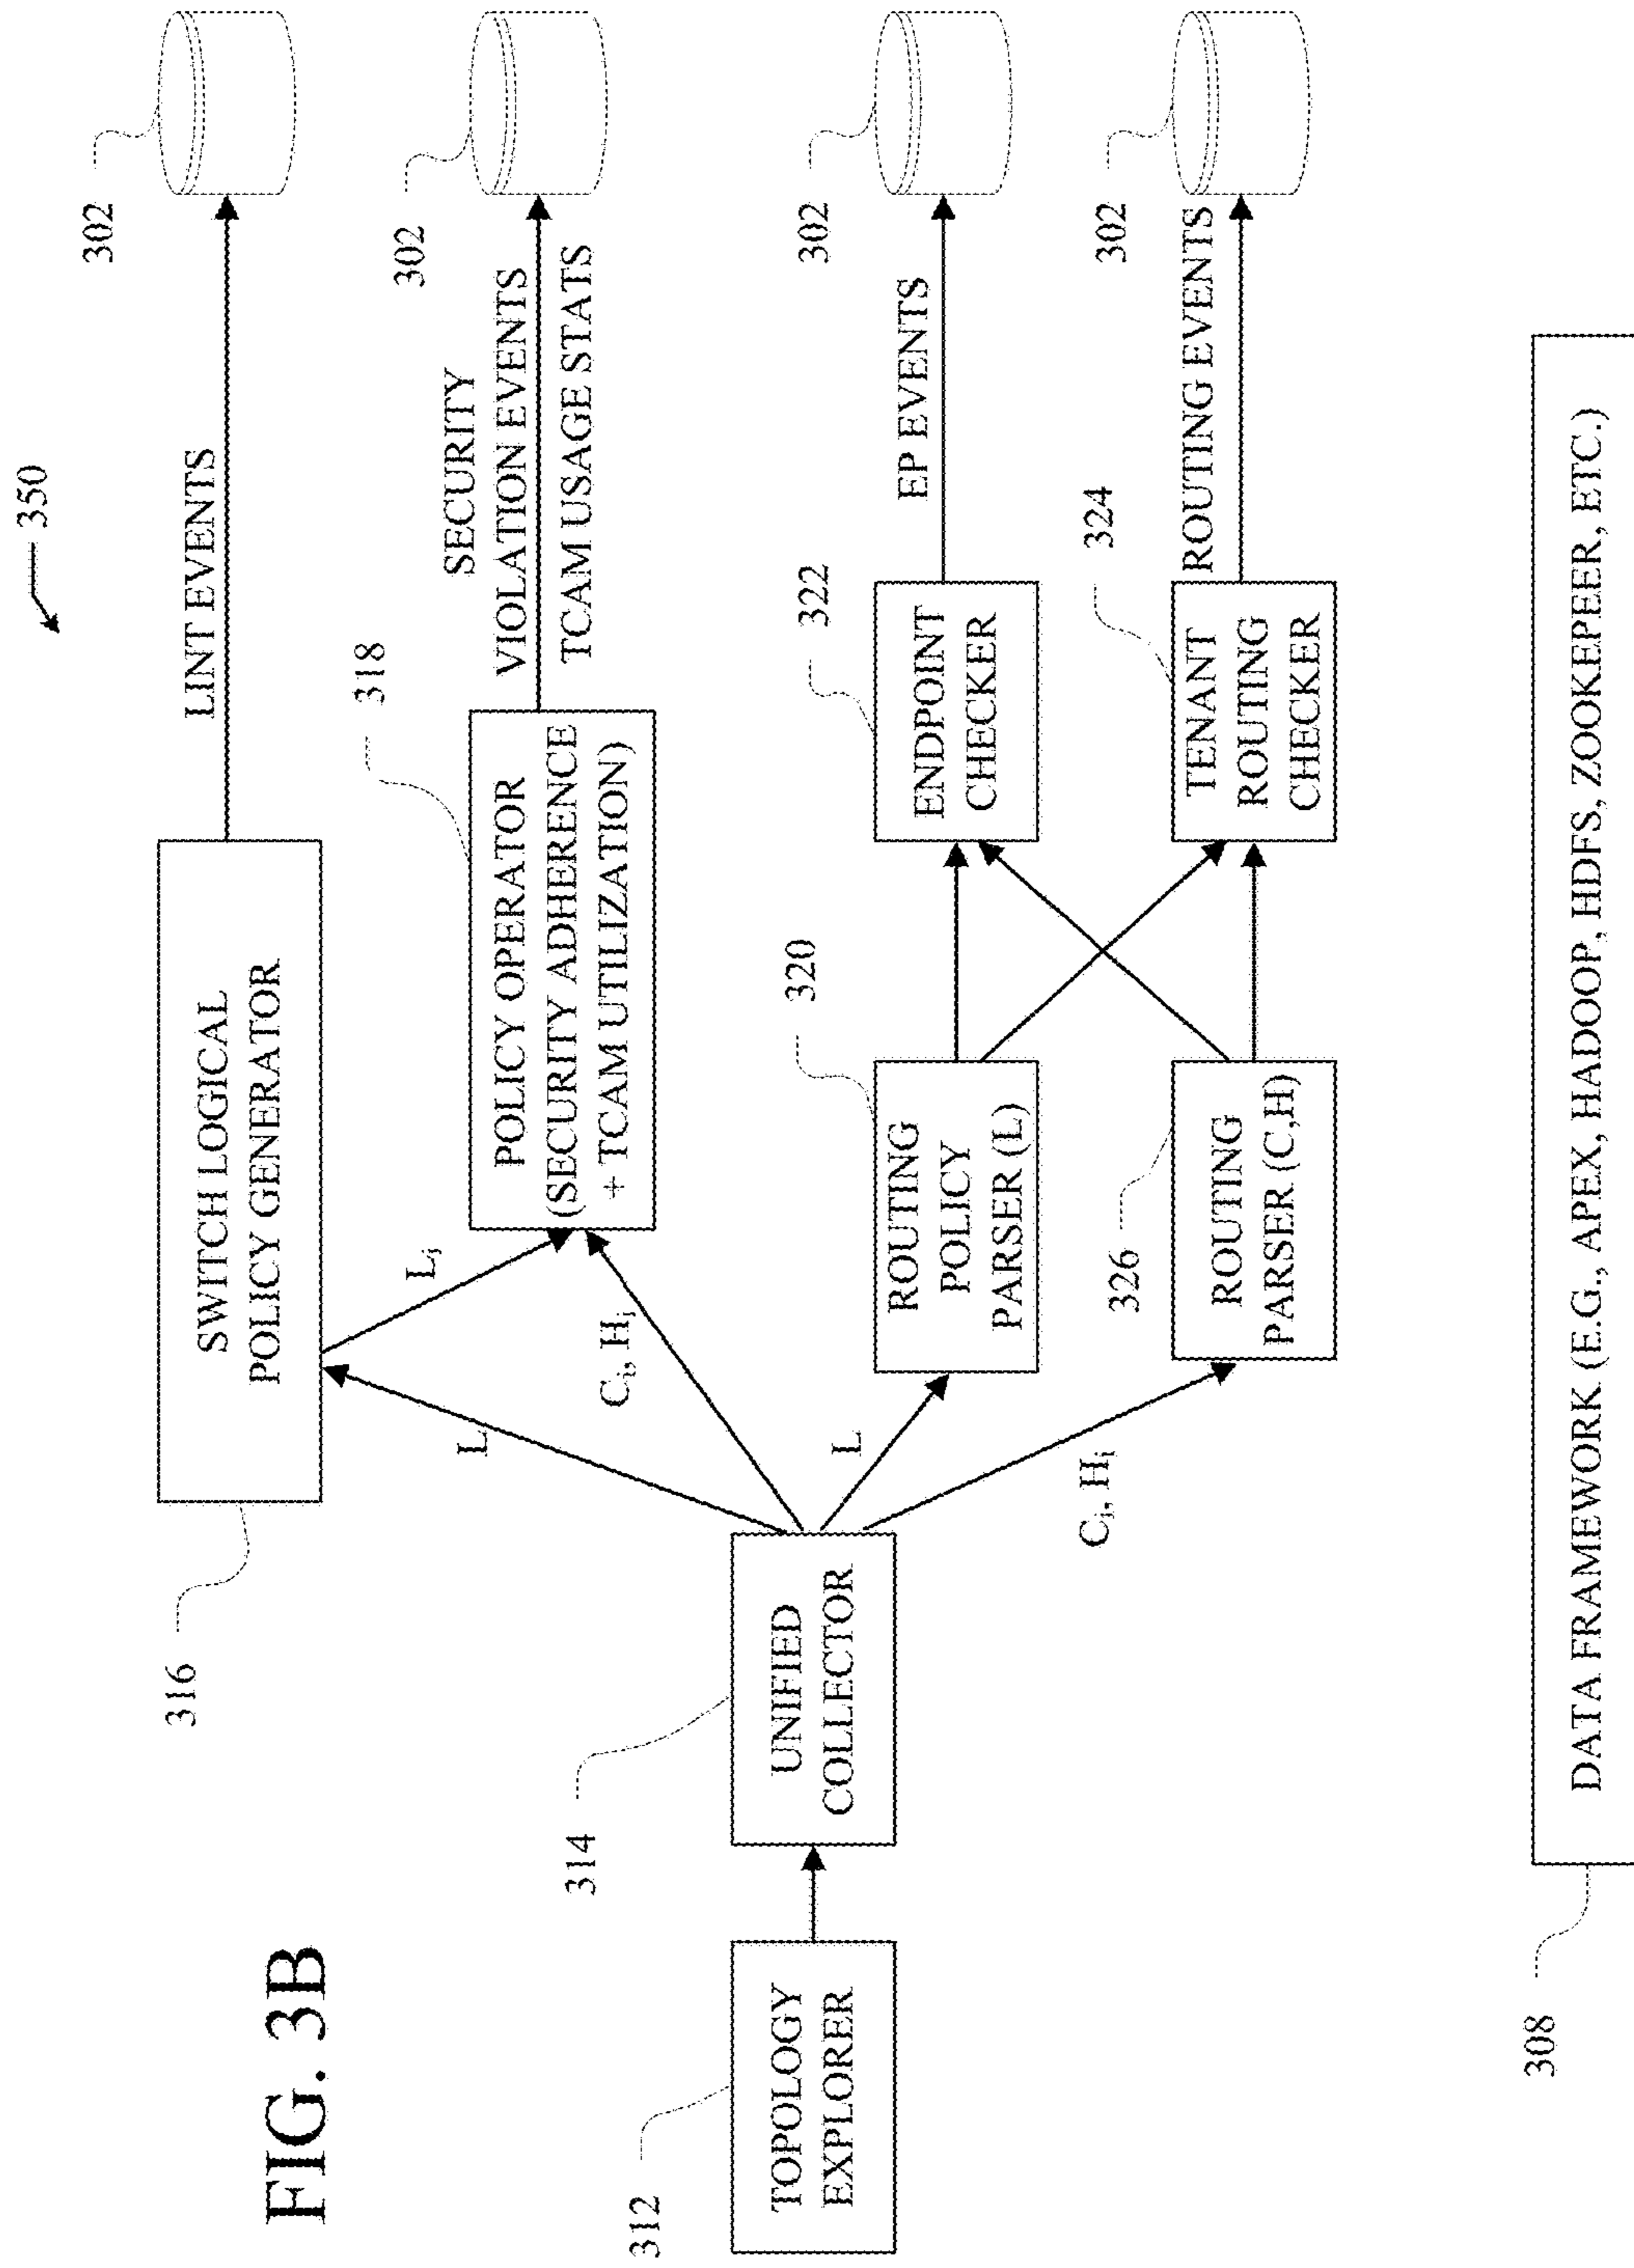 FIG. 3B
350
316
SWITCH LOGICAL
POLICY GENERATOR
LINT EVENTS
302
L
Lᵢ
318
POLICY OPERATOR
(SECURITY ADHERENCE
+ TCAM UTILIZATION)
SECURITY
VIOLATION EVENTS
TCAM USAGE STATS
302
Cᵢ, Hᵢ
312
TOPOLOGY
EXPLORER
314
UNIFIED
COLLECTOR
L
320
ROUTING
POLICY
PARSER (L)
322
ENDPOINT
CHECKER
EP EVENTS
302
Cᵢ, Hᵢ
326
ROUTING
PARSER (C,H)
324
TENANT
ROUTING
CHECKER
ROUTING EVENTS
302
308
DATA FRAMEWORK (E.G., APEX, HADOOP, HDFS, ZOOKEPEER, ETC.)